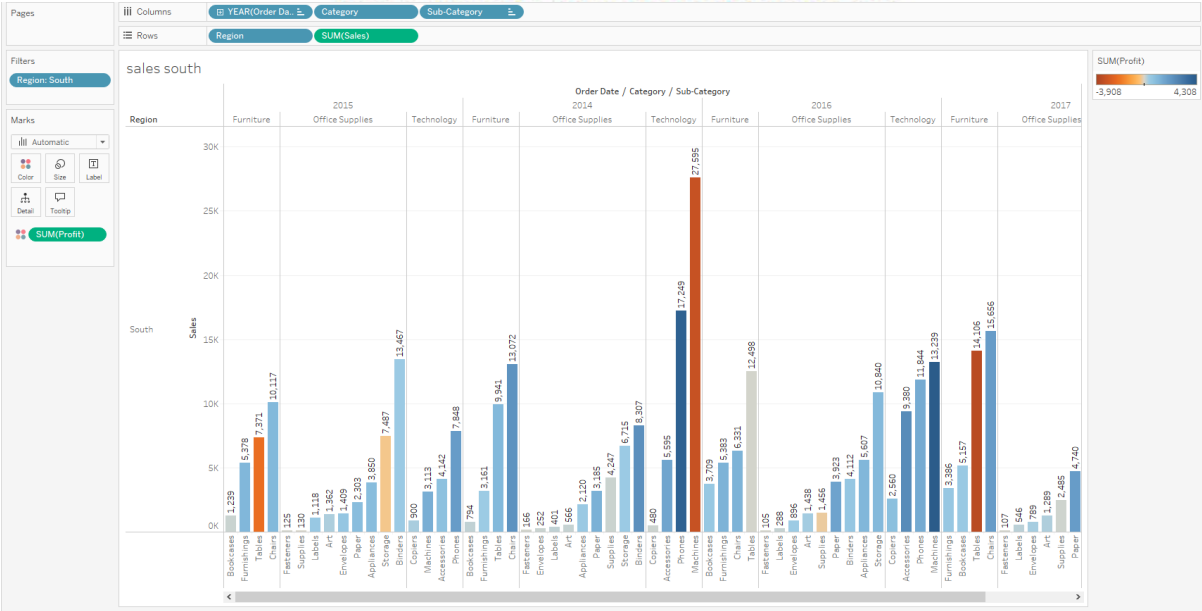 Pages
Columns
YEAR(Order Da..
Category
Sub-Category
Rows
Region
SUM(Sales)
Filters
Region: South
Marks
Automatic
Color
Size
Label
Detail
Tooltip
SUM(Profit)
sales south
Order Date / Category / Sub-Category
2015 2014 2016 2017
Region
Furniture Office Supplies Technology Furniture Office Supplies Technology Furniture Office Supplies Technology Furniture Office Supplies
South
Sales
30K
25K
20K
15K
10K
5K
0K
1,239 5,378 7,371 10,117 125 130 1,118 1,362 1,409 2,303 3,850 7,487 13,467 900 3,113 4,142 7,848 794 3,161 9,941 13,072 166 252 401 566 2,120 3,185 4,247 6,715 8,307 480 5,595 17,249 27,595 3,709 5,383 6,331 12,498 105 288 896 1,438 1,456 3,923 4,112 5,607 10,840 2,560 9,380 11,844 13,239 3,386 5,157 14,106 15,656 107 546 789 1,289 2,485 4,740
Bookcases Furnishings Tables Chairs Fasteners Supplies Labels Art Envelopes Paper Appliances Storage Binders Copiers Machines Accessories Phones Bookcases Furnishings Tables Chairs Fasteners Envelopes Labels Art Appliances Paper Supplies Storage Binders Copiers Accessories Phones Machines Bookcases Furnishings Chairs Tables Fasteners Labels Envelopes Art Supplies Paper Binders Appliances Storage Copiers Accessories Phones Machines Furnishings Bookcases Tables Chairs Fasteners Labels Envelopes Art Supplies Paper
SUM(Profit)
-3,908 4,308